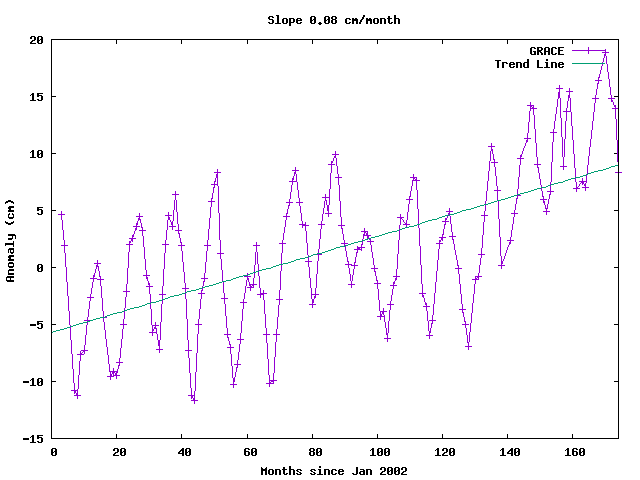 Slope 0.08 cm/month
GRACE
Trend Line
20
15
10
5
0
-5
-10
-15
Anomaly (cm)
0 20 40 60 80 100 120 140 160
Months since Jan 2002